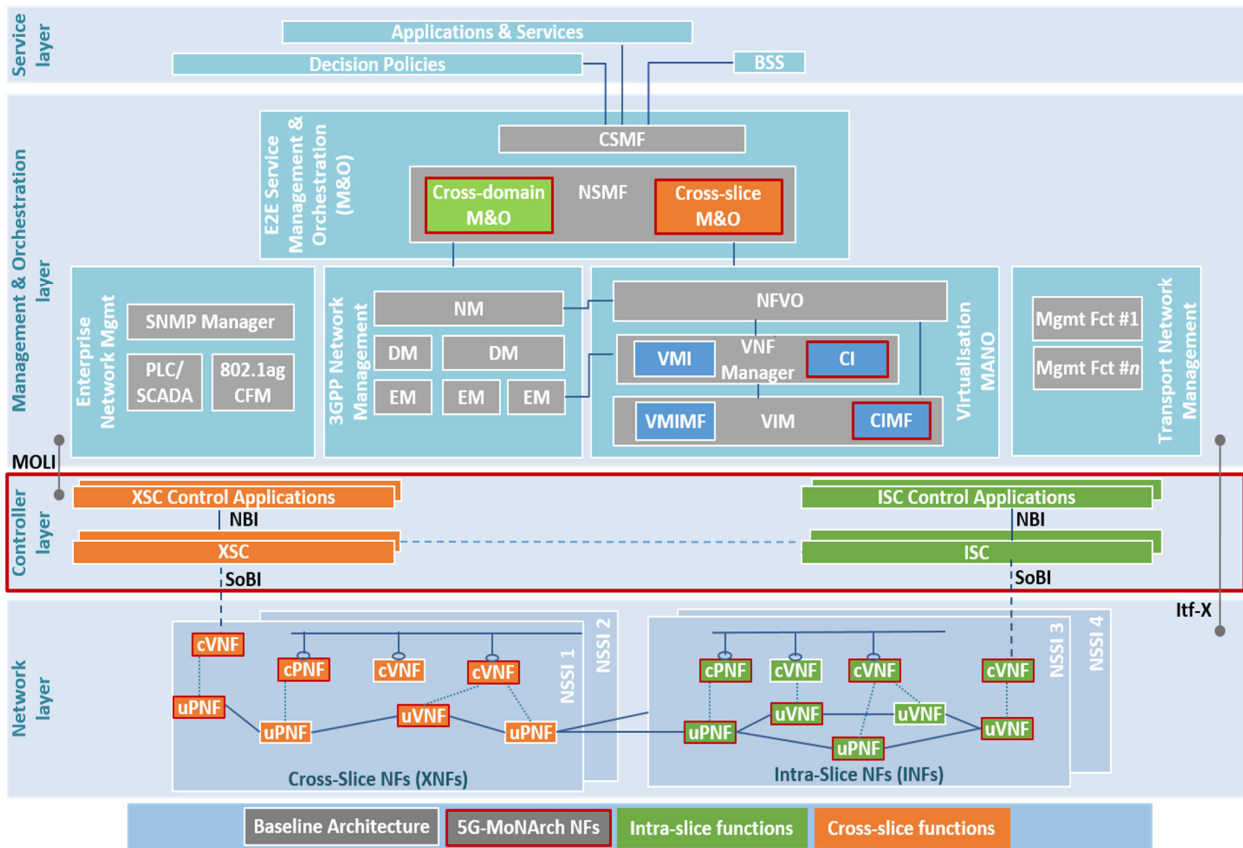 Service
layer
Applications & Services
Decision Policies
BSS
Management & Orchestration
layer
E2E Service
Management &
Orchestration
(M&O)
CSMF
Cross-domain
M&O
NSMF
Cross-slice
M&O
Enterprise
Network Mgmt
SNMP Manager
PLC/
SCADA
802.1ag
CFM
3GPP Network
Management
NM
DM
DM
EM
EM
EM
NFVO
VMI
VNF
Manager
CI
VMIMF
VIM
CIMF
Virtualisation
MANO
Mgmt Fct #1
Mgmt Fct #n
Transport Network
Management
MOLI
Controller
layer
XSC Control Applications
NBI
XSC
SoBI
ISC Control Applications
NBI
ISC
SoBI
Itf-X
Network
layer
cVNF
cPNF
cVNF
cVNF
uPNF
uPNF
uVNF
uPNF
NSSI 1
NSSI 2
Cross-Slice NFs (XNFs)
cPNF
cVNF
cVNF
cVNF
uPNF
uVNF
uPNF
uVNF
uVNF
NSSI 3
NSSI 4
Intra-Slice NFs (INFs)
Baseline Architecture
5G-MoNArch NFs
Intra-slice functions
Cross-slice functions